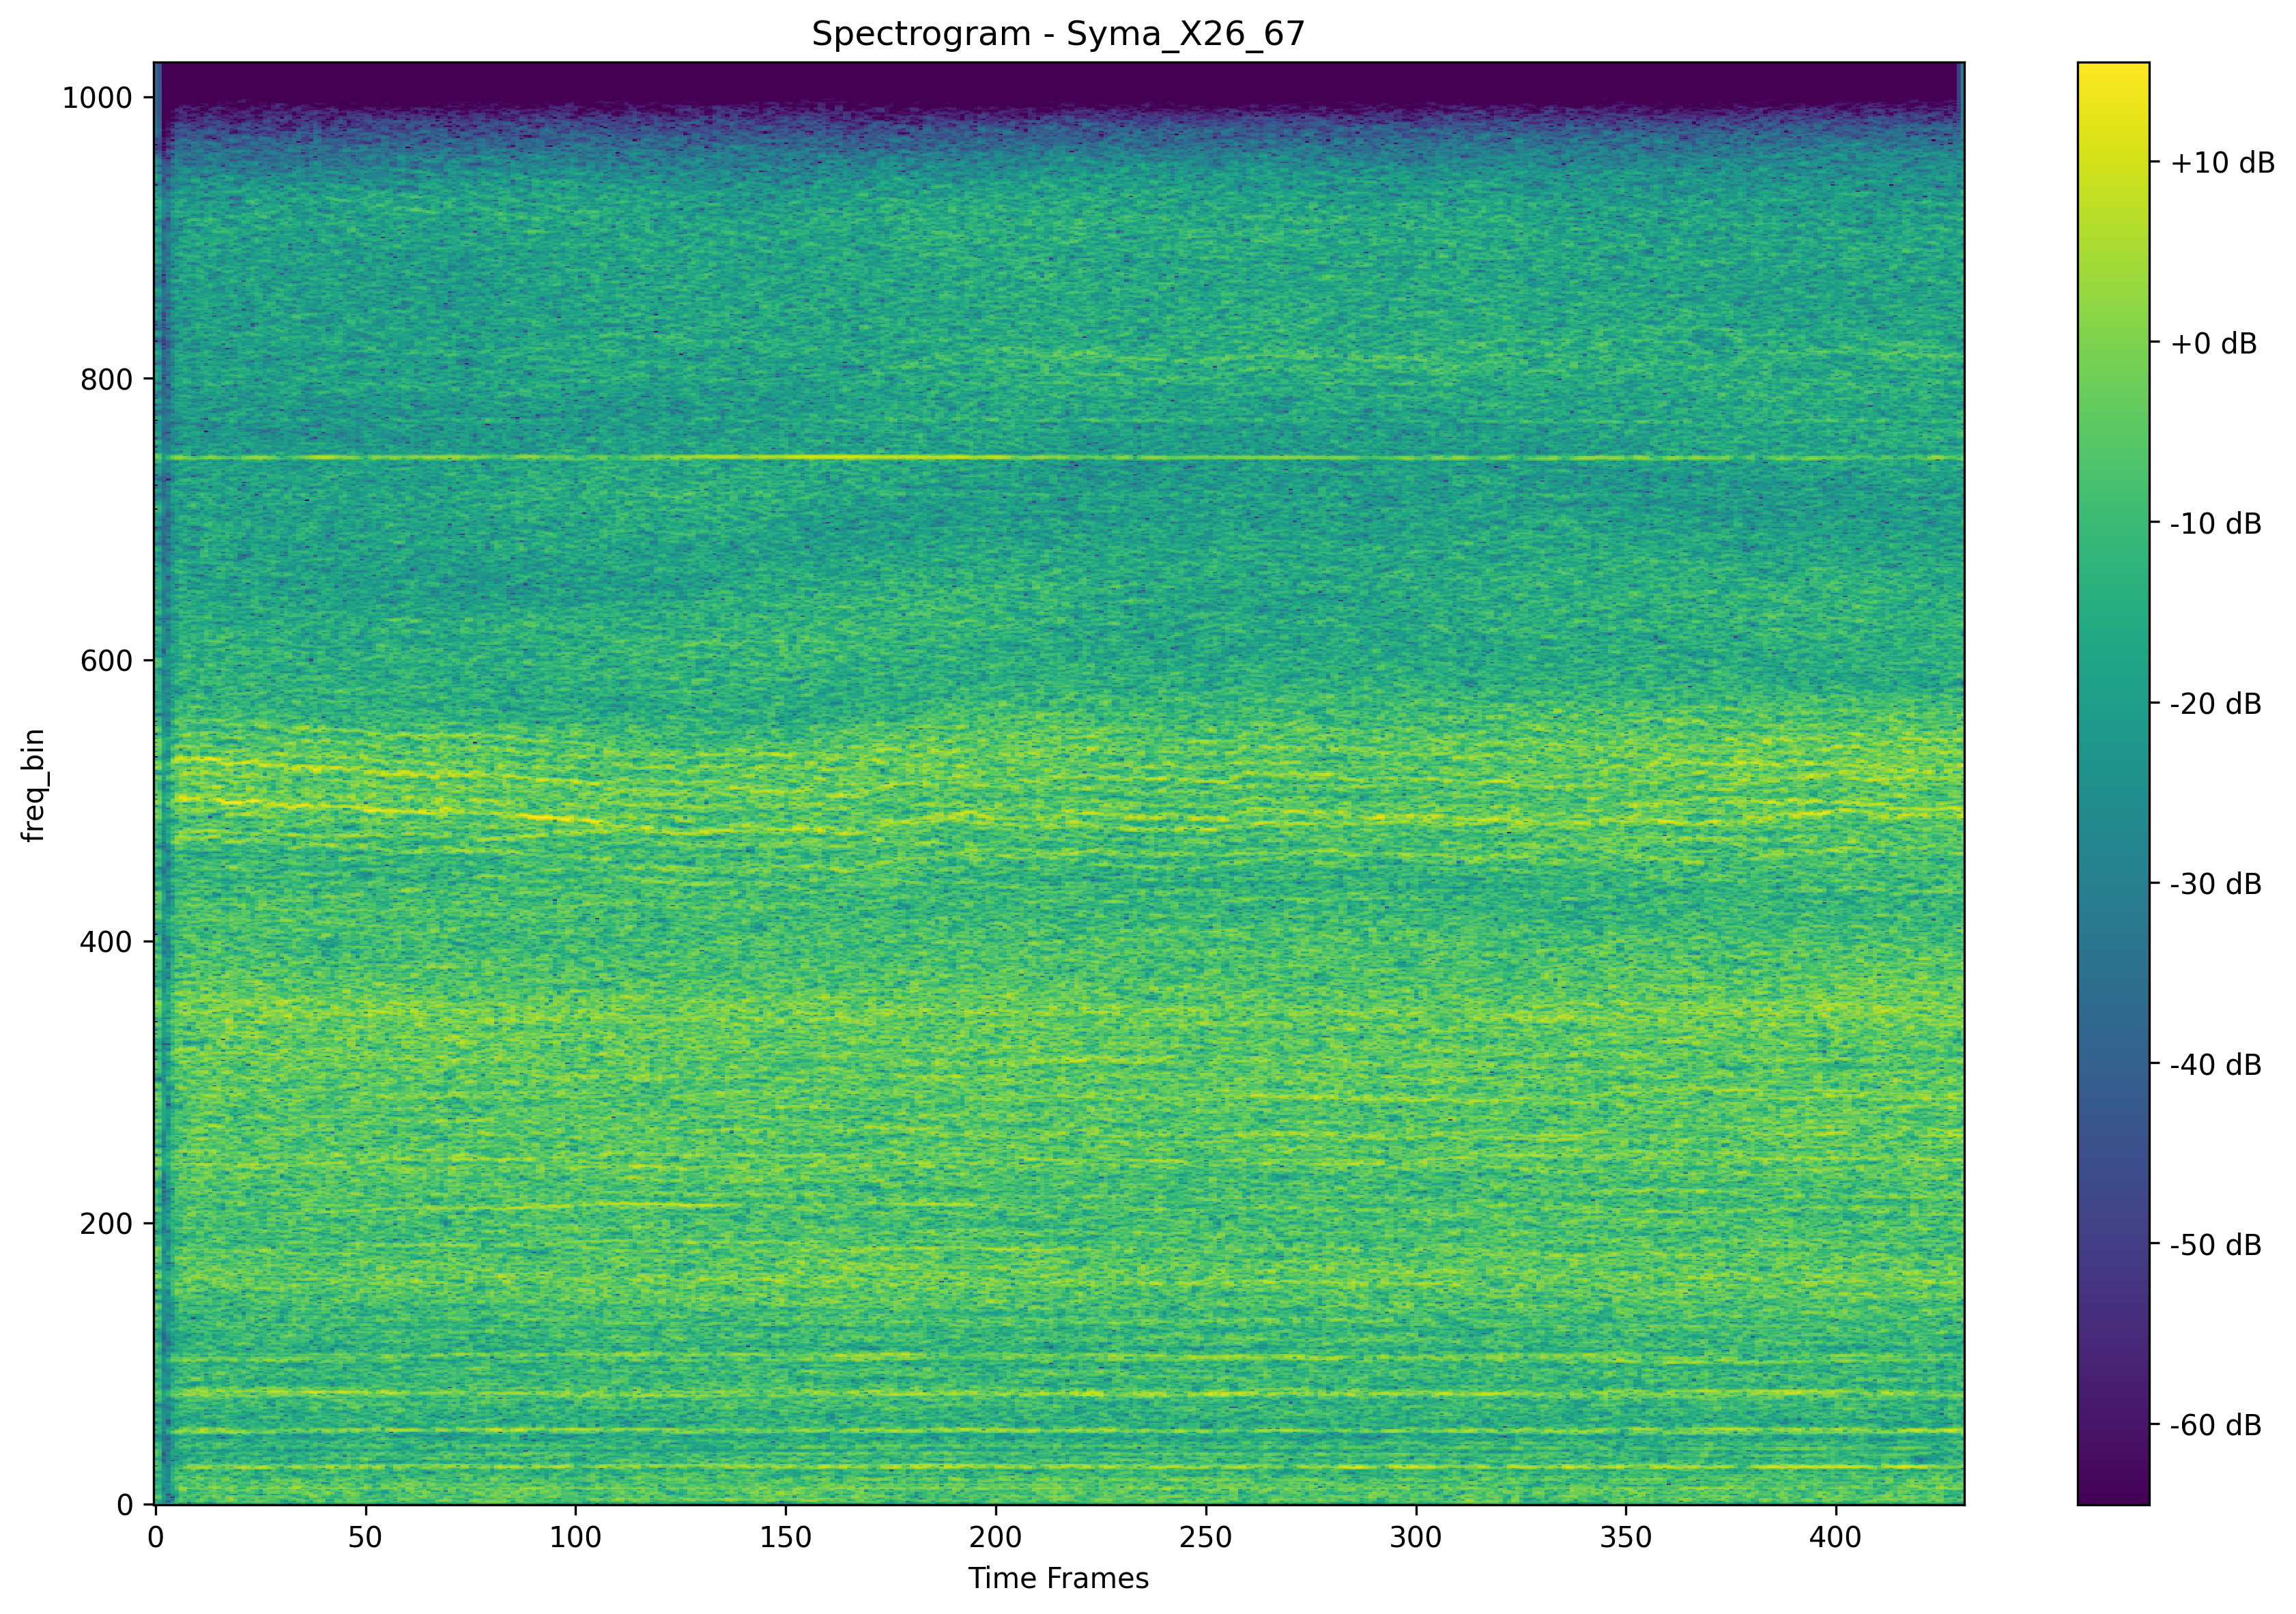 Spectrogram - Syma_X26_67
1000
800
600
400
200
0
freq_bin
0 50 100 150 200 250 300 350 400
Time Frames
+10 dB
+0 dB
-10 dB
-20 dB
-30 dB
-40 dB
-50 dB
-60 dB